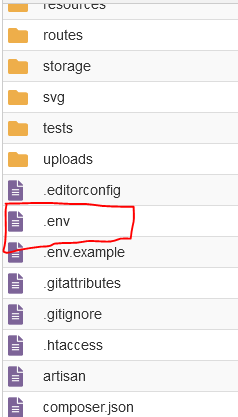 resources
routes
storage
svg
tests
uploads
.editorconfig
.env
.env.example
.gitattributes
.gitignore
.htaccess
artisan
composer.json